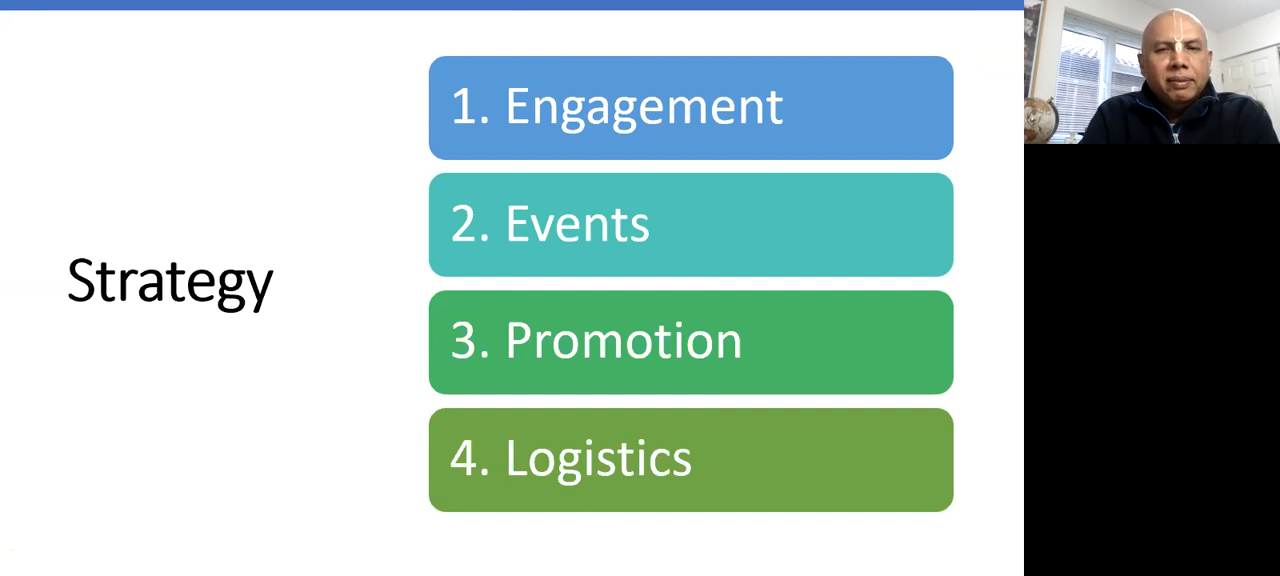 Strategy
1. Engagement
2. Events
3. Promotion
4. Logistics